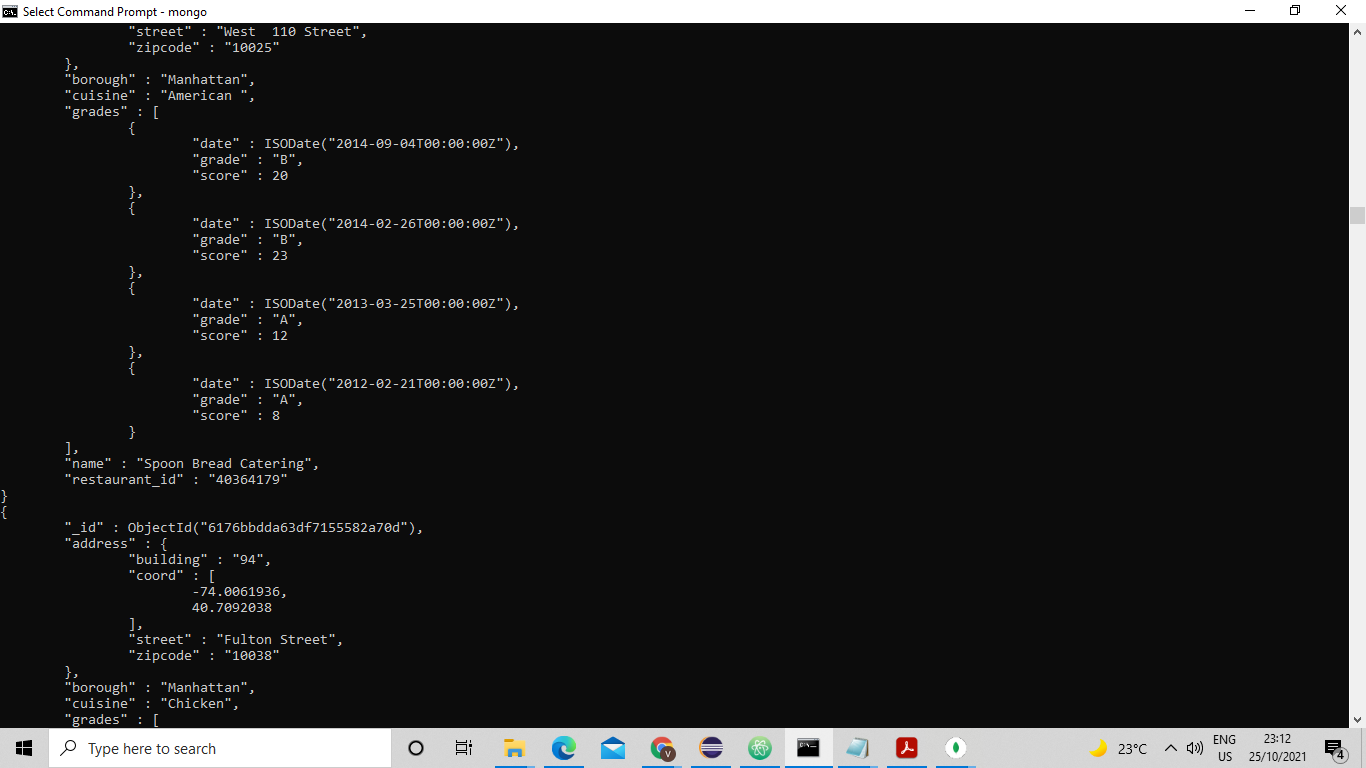 Select Command Prompt - mongo
"street" : "West  110 Street",
"zipcode" : "10025"
},
"borough" : "Manhattan",
"cuisine" : "American ",
"grades" : [
{
"date" : ISODate("2014-09-04T00:00:00Z"),
"grade" : "B",
"score" : 20
},
{
"date" : ISODate("2014-02-26T00:00:00Z"),
"grade" : "B",
"score" : 23
},
{
"date" : ISODate("2013-03-25T00:00:00Z"),
"grade" : "A",
"score" : 12
},
{
"date" : ISODate("2012-02-21T00:00:00Z"),
"grade" : "A",
"score" : 8
}
],
"name" : "Spoon Bread Catering",
"restaurant_id" : "40364179"
}
{
"_id" : ObjectId("6176bbdda63df7155582a70d"),
"address" : {
"building" : "94",
"coord" : [
-74.0061936,
40.7092038
],
"street" : "Fulton Street",
"zipcode" : "10038"
},
"borough" : "Manhattan",
"cuisine" : "Chicken",
"grades" : [
Type here to search
23°C
ENG
US
23:12
25/10/2021
4